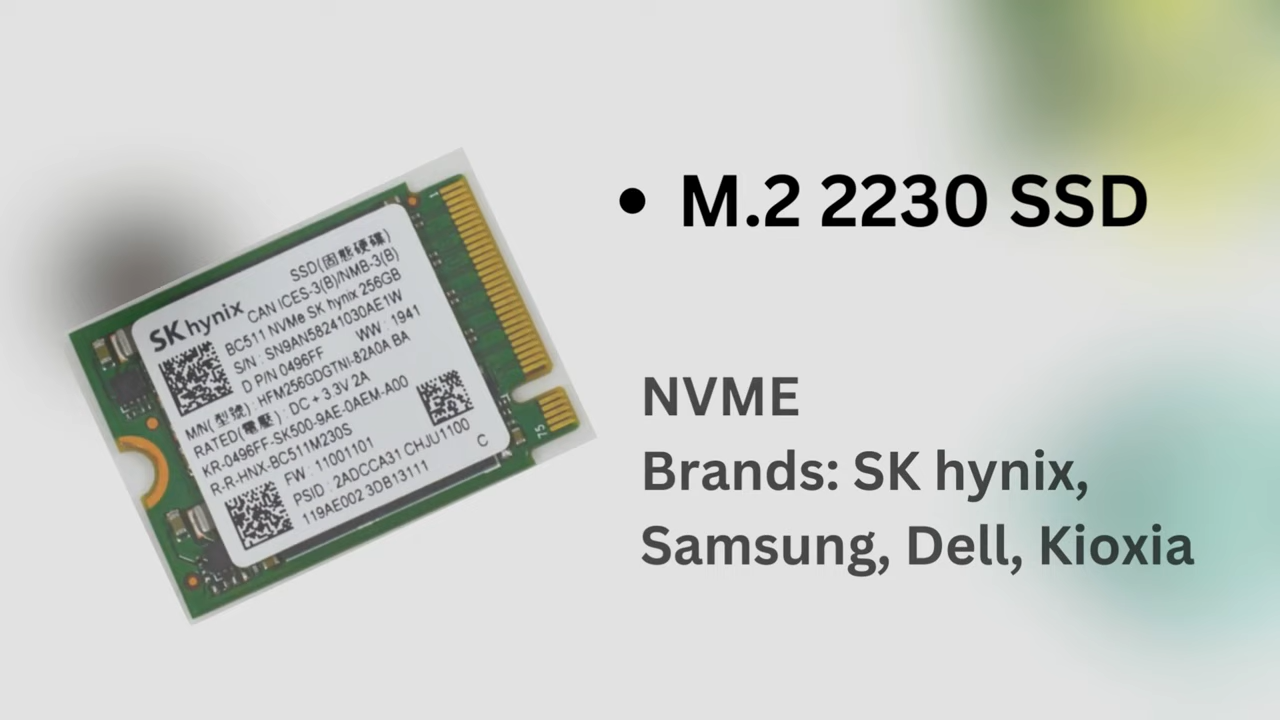 • M.2 2230 SSD
NVME
Brands: SK hynix,
Samsung, Dell, Kioxia
SSD(固態硬碟)
SK hynix CAN ICES-3(B)/NMB-3(B)
BC511 NVMe SK hynix 256GB
S/N : SN9AN58241030AE1W
D P/N 0496FF WW : 1941
M/N(型號) : HFM256GDGTNI-82A0A BA
RATED(電壓) : DC + 3.3V 2A
KR-0496FF-SK500-9AE-0AEM-A00
R-R-HNX-BC511M230S
FW : 11001101
PSID : 2ADCCA31 CHJU1100
119AE002 3DB13111 C
1
75